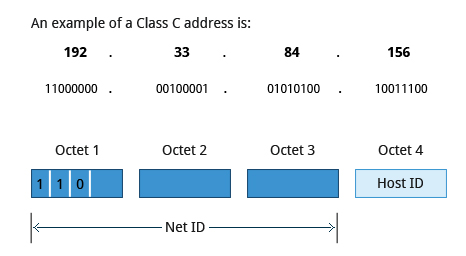 An example of a Class C address is:
192 . 33 . 84 . 156
11000000 . 00100001 . 01010100 . 10011100
Octet 1 Octet 2 Octet 3 Octet 4
1 1 0 Host ID
Net ID